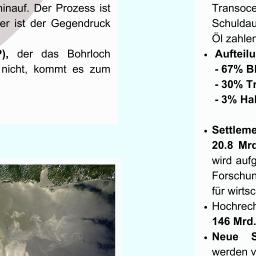 hinauf. Der Prozess ist
er ist der Gegendruck
der das Bohrloch
nicht, kommt es zum
Transoce
Schuldau
Öl zahlen
• Aufteilu
- 67% B
- 30% Tr
- 3% Hal
• Settleme
20.8 Mrd
wird aufg
Forschun
für wirtsc
• Hochrech
146 Mrd.
• Neue S
werden v